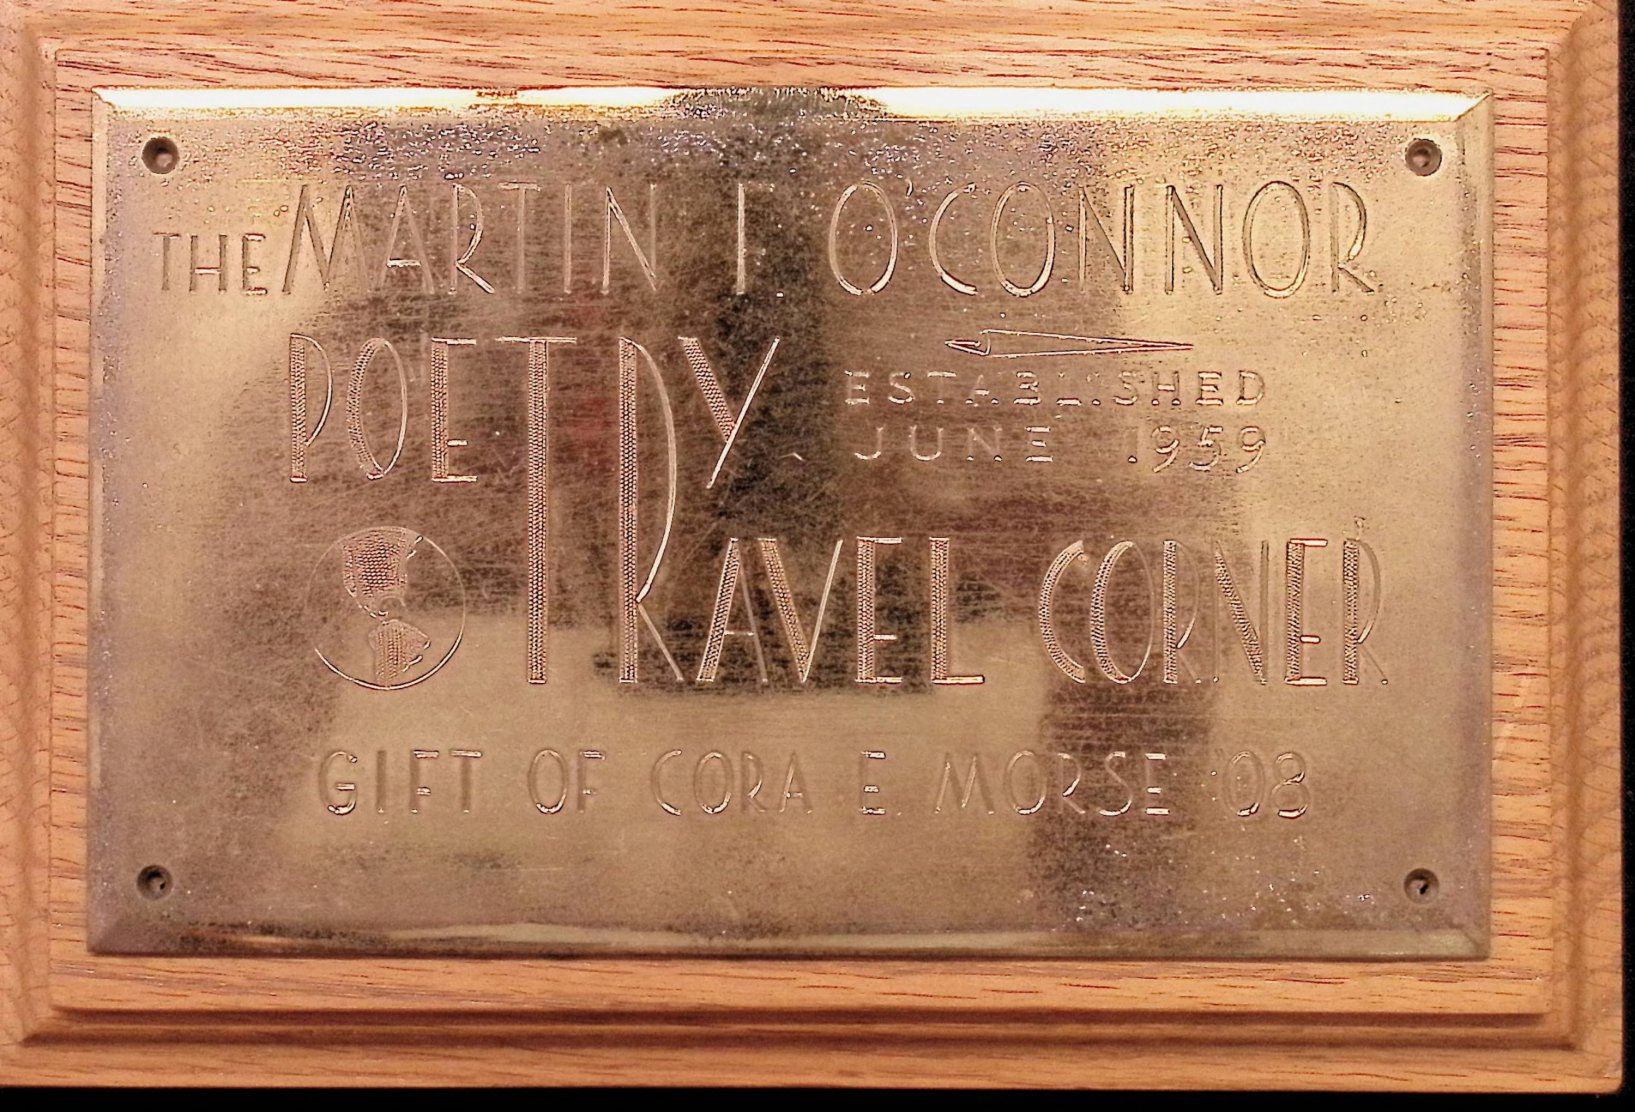 THE MARTIN F. O'CONNOR
POETRY
ESTABLISHED
JUNE 1959
TRAVEL CORNER
GIFT OF CORA E. MORSE '08